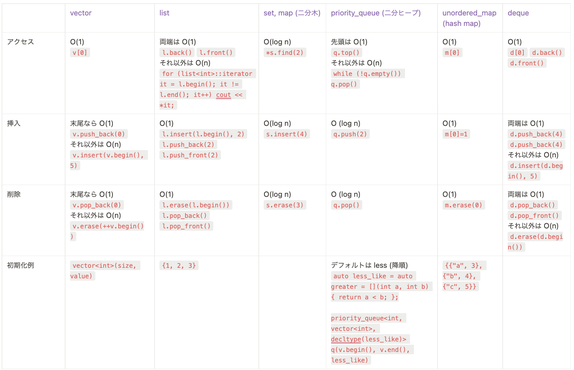 vector
list
set, map (二分木)
priority_queue (二分ヒープ)
unordered_map
(hash map)
deque
アクセス
O(1)
v[0]
両端は O(1)
l.back() l.front()
それ以外は O(n)
for (list<int>::iterator
it = l.begin(); it !=
l.end(); it++) cout <<
*it;
O(log n)
*s.find(2)
先頭は O(1)
q.top()
それ以外は O(n)
while (!q.empty())
q.pop()
O(1)
m[0]
O(1)
d[0] d.back()
d.front()
挿入
末尾なら O(1)
v.push_back(0)
それ以外は O(n)
v.insert(v.begin(),
5)
O(1)
l.insert(l.begin(), 2)
l.push_back(2)
l.push_front(2)
O(log n)
s.insert(4)
O (log n)
q.push(2)
O(1)
m[0]=1
両端は O(1)
d.push_back(4)
d.push_back(4)
それ以外は O(n)
d.insert(d.beg
in(), 5)
削除
末尾なら O(1)
v.pop_back(0)
それ以外は O(n)
v.erase(++v.begin()
)
O(1)
l.erase(l.begin())
l.pop_back()
l.pop_front()
O(log n)
s.erase(3)
O (log n)
q.pop()
O(1)
m.erase(0)
両端は O(1)
d.pop_back()
d.pop_front()
それ以外は O(n)
d.erase(d.beg
in())
初期化例
vector<int>(size,
value)
{1, 2, 3}
デフォルトは less (降順)
auto less_like = auto
greater = [](int a, int b)
{ return a < b; };
priority_queue<int,
vector<int>,
decltype(less_like)>
q(v.begin(), v.end(),
less_like)
{{"a", 3},
{"b", 4},
{"c", 5}}